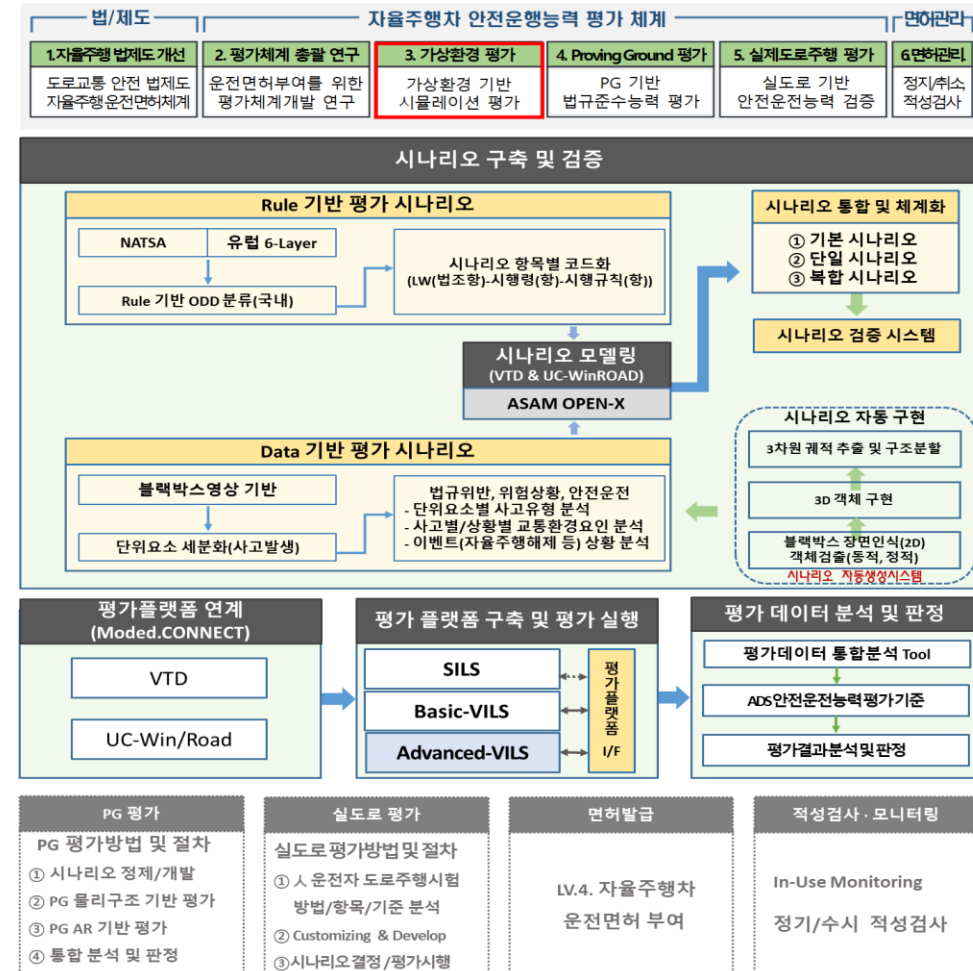 법/제도
자율주행차 안전운행능력 평가 체계
면허관리
1.자율주행 법제도 개선
도로교통 안전 법제도
자율주행운전면허체계
2. 평가체계 총괄 연구
운전면허부여를 위한
평가체계개발 연구
3. 가상환경 평가
가상환경 기반
시뮬레이션 평가
4. Proving Ground 평가
PG 기반
법규준수능력 평가
5. 실제도로주행 평가
실도로 기반
안전운전능력 검증
6.면허관리.
정지/취소,
적성검사
시나리오 구축 및 검증
Rule 기반 평가 시나리오
NATSA
유럽 6-Layer
Rule 기반 ODD 분류(국내)
시나리오 항목별 코드화
(LW(법조항)-시행령(항)-시행규칙(항))
시나리오 통합 및 체계화
① 기본 시나리오
② 단일 시나리오
③ 복합 시나리오
시나리오 검증 시스템
시나리오 모델링
(VTD & UC-WinROAD)
ASAM OPEN-X
Data 기반 평가 시나리오
블랙박스영상 기반
단위요소 세분화(사고발생)
법규위반, 위험상황, 안전운전
- 단위요소별 사고유형 분석
- 사고별/상황별 교통환경요인 분석
- 이벤트(자율주행해제 등) 상황 분석
시나리오 자동 구현
3차원 궤적 추출 및 구조분할
3D 객체 구현
블랙박스 장면인식(2D)
객체검출(동적, 정적)
시나리오 자동생성시스템
평가플랫폼 연계
(Moded.CONNECT)
VTD
UC-Win/Road
평가 플랫폼 구축 및 평가 실행
SILS
Basic-VILS
Advanced-VILS
평가플랫폼
I/F
평가 데이터 분석 및 판정
평가데이터 통합분석 Tool
ADS안전운전능력평가기준
평가결과분석및판정
PG 평가
PG 평가방법 및 절차
① 시나리오 정제/개발
② PG 물리구조 기반 평가
③ PG AR 기반 평가
④ 통합 분석 및 판정
실도로 평가
실도로평가방법및절차
① 人 운전자 도로주행시험
방법/항목/기준 분석
② Customizing & Develop
③시나리오결정/평가시행
면허발급
LV.4. 자율주행차
운전면허 부여
적성검사 · 모니터링
In-Use Monitoring
정기/수시 적성검사